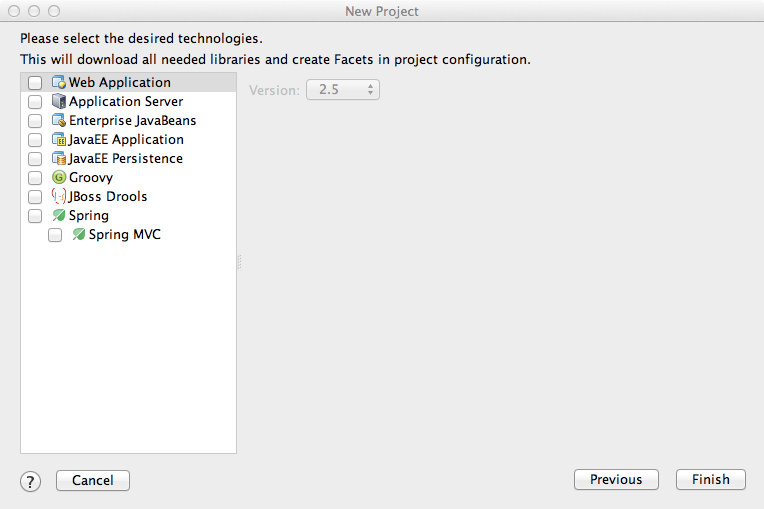 New Project
Please select the desired technologies.
This will download all needed libraries and create Facets in project configuration.
Web Application
Version: 2.5
Application Server
Enterprise JavaBeans
JavaEE Application
JavaEE Persistence
G Groovy
JBoss Drools
Spring
Spring MVC
? Cancel Previous Finish